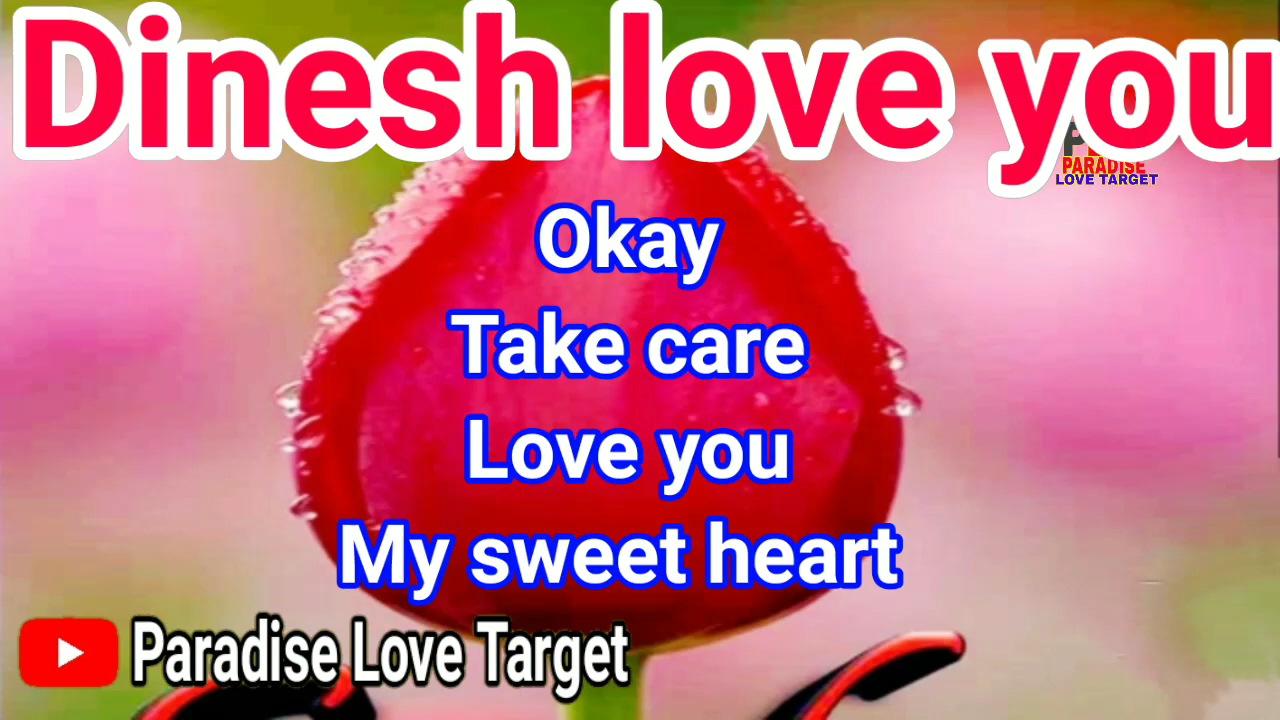 Dinesh love you
PARADISE
LOVE TARGET
Okay
Take care
Love you
My sweet heart
Paradise Love Target